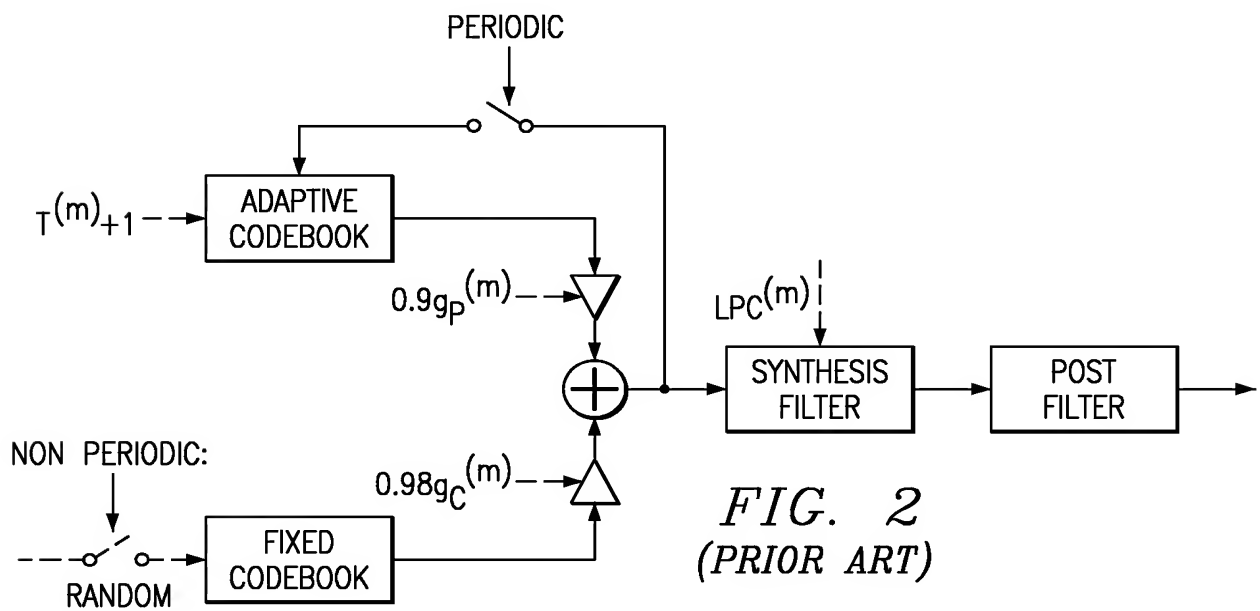 PERIODIC
ADAPTIVE
CODEBOOK
T(m)+1
0.9gP(m)
LPC(m)
SYNTHESIS
FILTER
POST
FILTER
NON PERIODIC:
0.98gC(m)
FIXED
CODEBOOK
RANDOM
FIG. 2
(PRIOR ART)